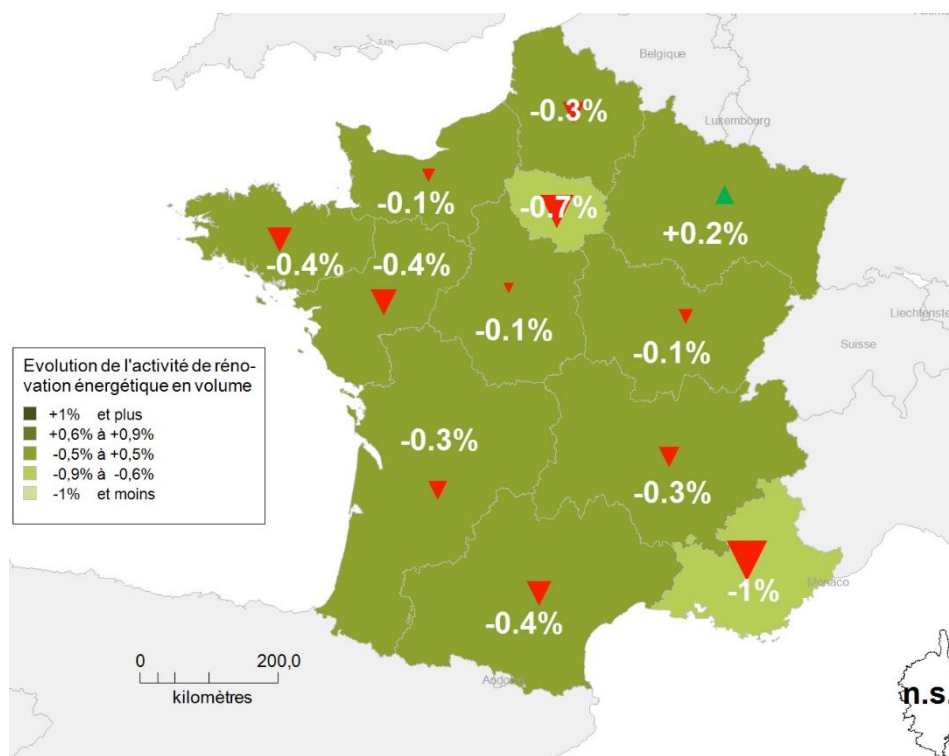 Belgique
-0.3%
Luxembourg
-0.1%
-0.7%
+0.2%
-0.4%
-0.4%
-0.1%
-0.1%
Liechtenste
Suisse
Evolution de l'activité de réno-
vation énergétique en volume
+1% et plus
+0,6% à +0,9%
-0,5% à +0,5%
-0,9% à -0,6%
-1% et moins
-0.3%
-0.3%
-1%
-0.4%
0 200,0
kilomètres
n.s.